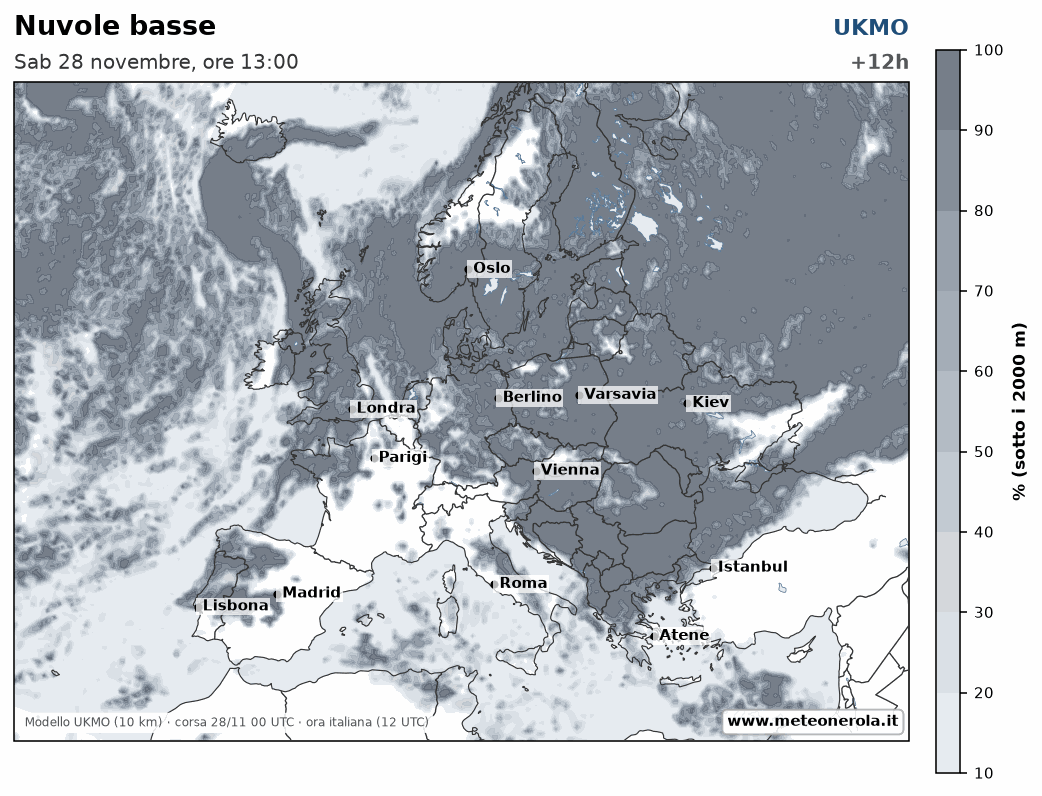 Nuvole basse
UKMO
Sab 28 novembre, ore 13:00
+12h
100
90
80
70
60
50
40
30
20
10
% (sotto i 2000 m)
Oslo
Berlino
Varsavia
Kiev
Londra
Parigi
Vienna
Istanbul
Roma
Madrid
Lisbona
Atene
Modello UKMO (10 km) · corsa 28/11 00 UTC · ora italiana (12 UTC)
www.meteonerola.it